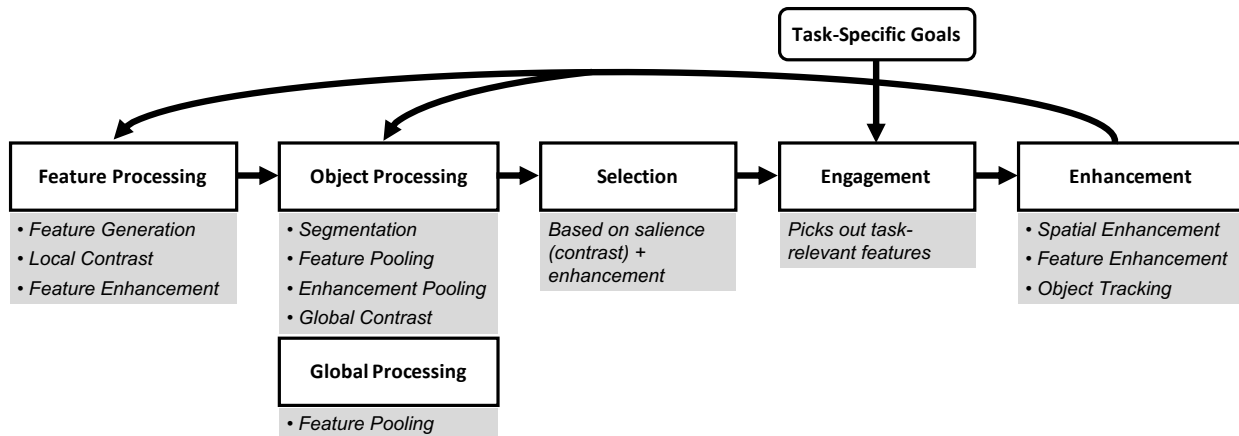 Task-Specific Goals
Feature Processing
• Feature Generation
• Local Contrast
• Feature Enhancement
Object Processing
• Segmentation
• Feature Pooling
• Enhancement Pooling
• Global Contrast
Global Processing
• Feature Pooling
Selection
Based on salience
(contrast) +
enhancement
Engagement
Picks out task-
relevant features
Enhancement
• Spatial Enhancement
• Feature Enhancement
• Object Tracking